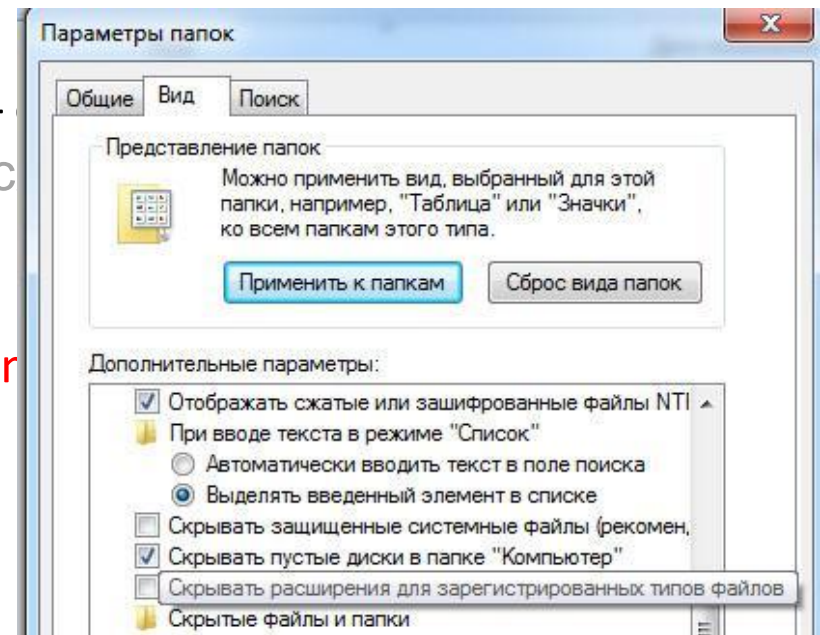 Параметры папок
Общие Вид Поиск
Представление папок
Можно применить вид, выбранный для этой
папки, например, "Таблица" или "Значки",
ко всем папкам этого типа.
Применить к папкам Сброс вида папок
Дополнительные параметры:
Отображать сжатые или зашифрованные файлы
При вводе текста в режиме "Список"
Автоматически вводить текст в поле поиска
Выделять введенный элемент в списке
Скрывать защищенные системные файлы
Скрывать пустые диски в папке "Компьютер"
Скрывать расширения для зарегистрированных типов файлов
Скрытые файлы и папки